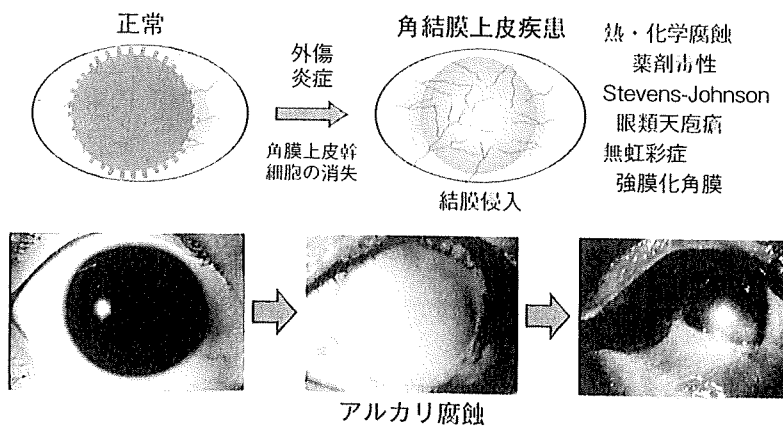 正常
外傷
炎症
角膜上皮幹
細胞の消失
角結膜上皮疾患
結膜侵入
熱・化学腐蝕
薬剤毒性
Stevens-Johnson
眼類天疱瘡
無虹彩症
強膜化角膜
アルカリ腐蝕